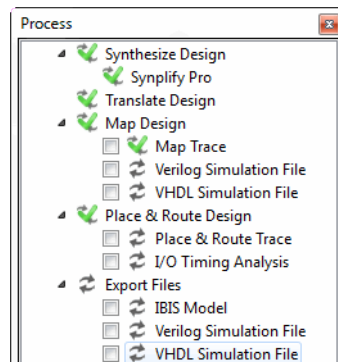 Process
Synthesize Design
Synplify Pro
Translate Design
Map Design
Map Trace
Verilog Simulation File
VHDL Simulation File
Place & Route Design
Place & Route Trace
I/O Timing Analysis
Export Files
IBIS Model
Verilog Simulation File
VHDL Simulation File